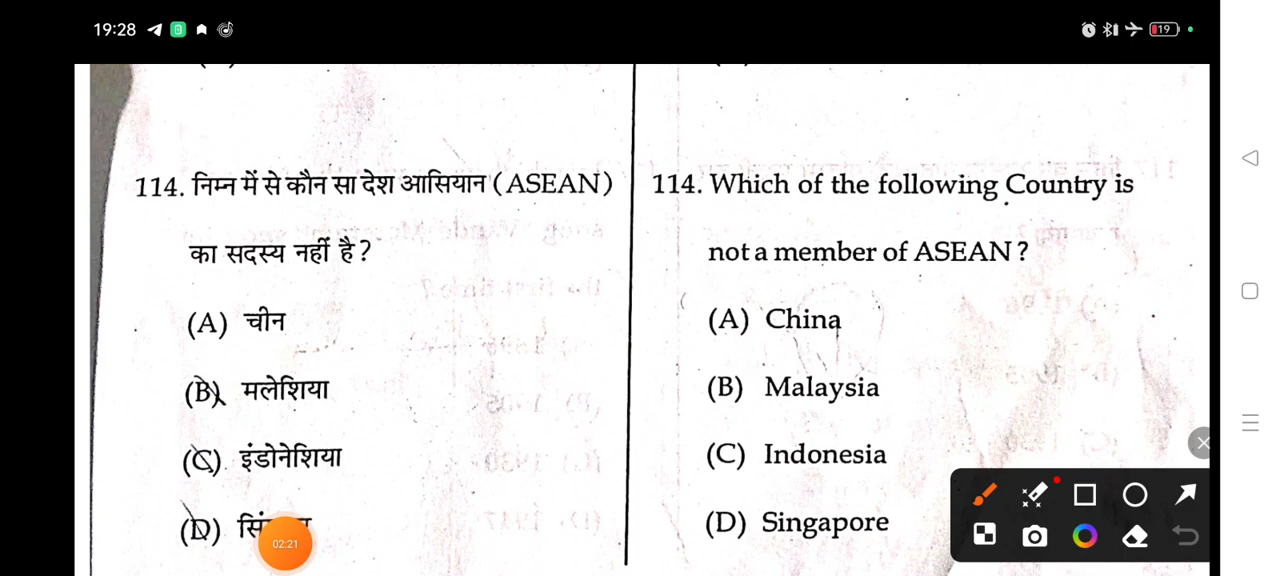 19:28
19
114. निम्न में से कौन सा देश आसियान (ASEAN)
का सदस्य नहीं है ?
(A) चीन
(B) मलेशिया
(C) इंडोनेशिया
(D)
02:21
114. Which of the following Country is
not a member of ASEAN ?
(A) China
(B) Malaysia
(C) Indonesia
(D) Singapore